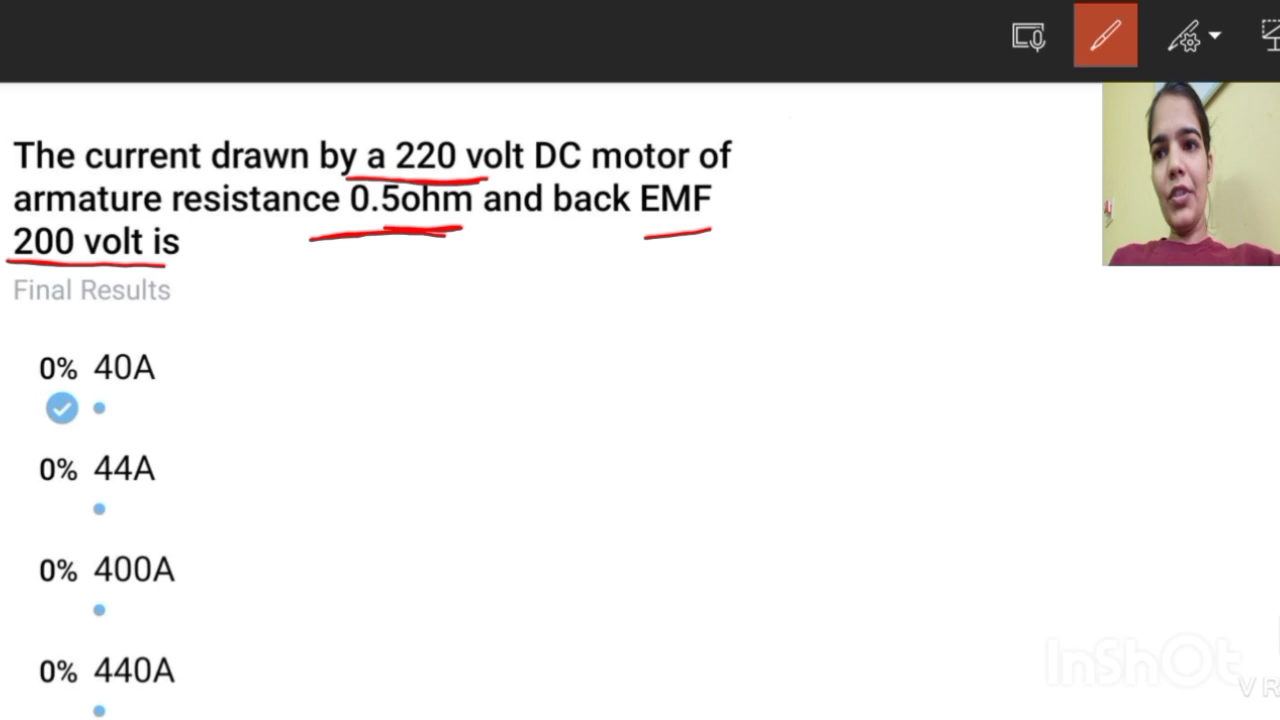 The current drawn by a 220 volt DC motor of
armature resistance 0.5ohm and back EMF
200 volt is
Final Results
0% 40A
0% 44A
0% 400A
0% 440A
InShOt